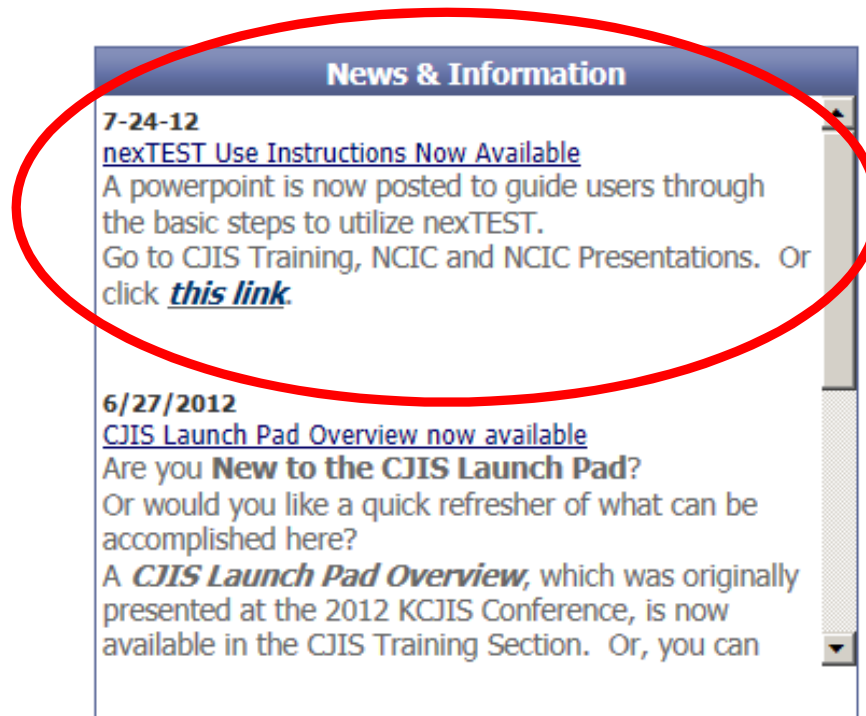 News & Information
7-24-12
nexTEST Use Instructions Now Available
A powerpoint is now posted to guide users through
the basic steps to utilize nexTEST.
Go to CJIS Training, NCIC and NCIC Presentations.  Or
click this link.
6/27/2012
CJIS Launch Pad Overview now available
Are you New to the CJIS Launch Pad?
Or would you like a quick refresher of what can be
accomplished here?
A CJIS Launch Pad Overview, which was originally
presented at the 2012 KCJIS Conference, is now
available in the CJIS Training Section.  Or, you can